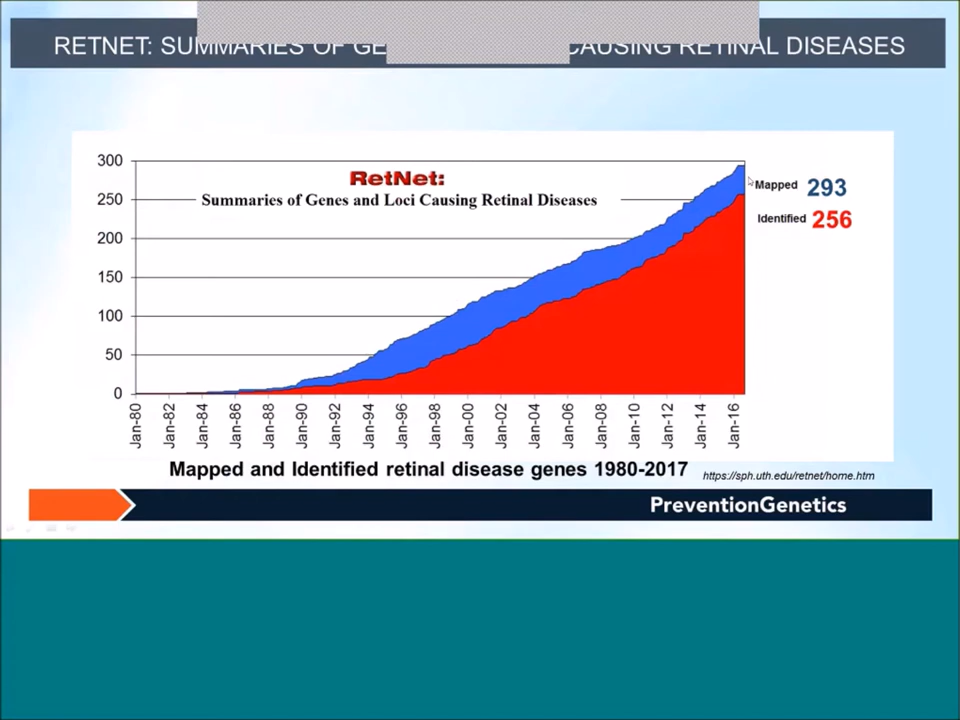 RETNET: SUMMARIES OF CAUSING RETINAL DISEASES
300
250
200
150
100
50
0
RetNet:
Summaries of Genes and Loci Causing Retinal Diseases
Mapped 293
Identified 256
Jan-80 Jan-82 Jan-84 Jan-86 Jan-88 Jan-90 Jan-92 Jan-94 Jan-96 Jan-98 Jan-00 Jan-02 Jan-04 Jan-06 Jan-08 Jan-10 Jan-12 Jan-14 Jan-16
Mapped and Identified retinal disease genes 1980-2017
https://sph.uth.edu/retnet/home.htm
PreventionGenetics